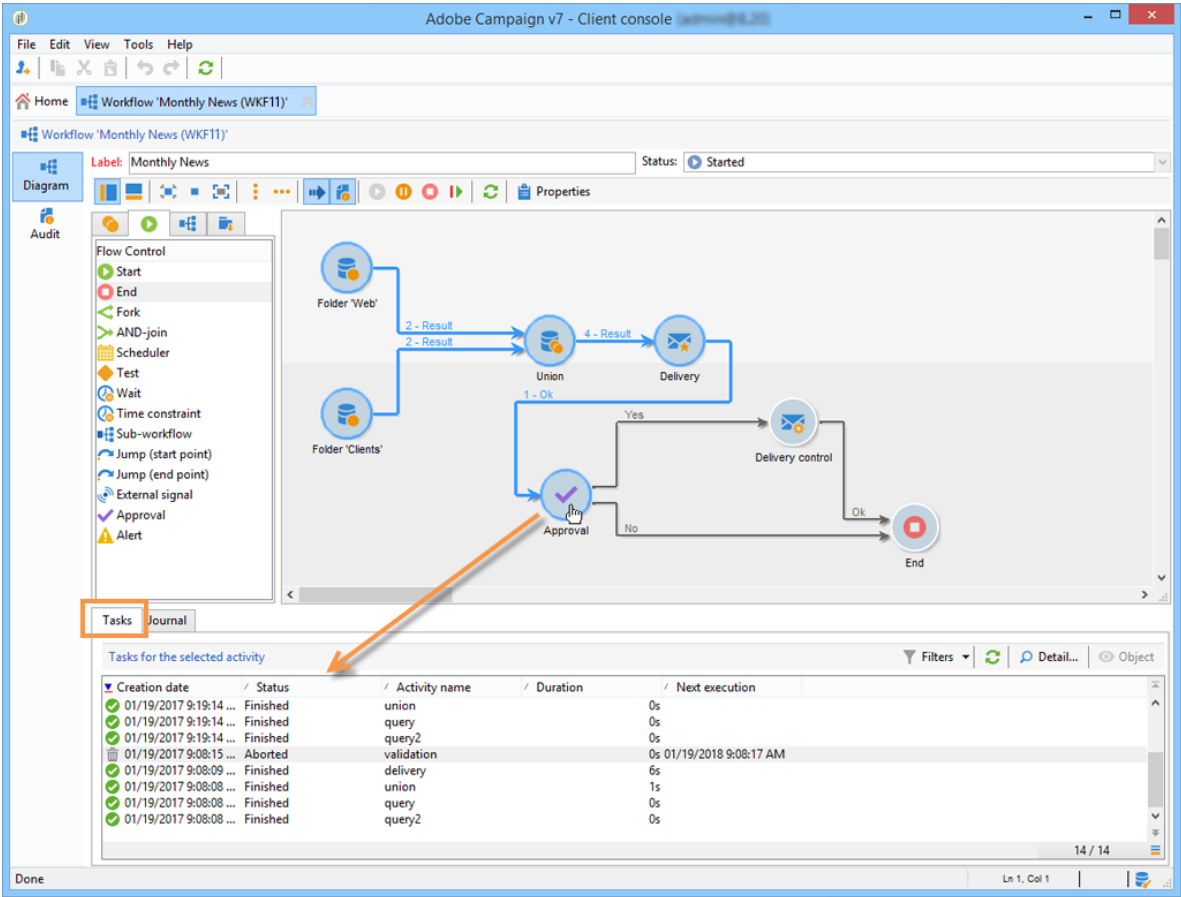 Adobe Campaign v7 - Client console
File Edit View Tools Help
Home Workflow 'Monthly News (WKF11)'
Workflow 'Monthly News (WKF11)'
Diagram
Audit
Label: Monthly News Status: Started
Properties
Flow Control
Start
End
Fork
AND-join
Scheduler
Test
Wait
Time constraint
Sub-workflow
Jump (start point)
Jump (end point)
External signal
Approval
Alert
Folder 'Web'
2 - Result
2 - Result
4 - Result
Union
Delivery
1 - Ok
Folder 'Clients'
Yes
Delivery control
Approval
No
Ok
End
Tasks Journal
Tasks for the selected activity Filters Detail... Object
Creation date Status Activity name Duration Next execution
01/19/2017 9:19:14 ... Finished union 0s
01/19/2017 9:19:14 ... Finished query 0s
01/19/2017 9:19:14 ... Finished query2 0s
01/19/2017 9:08:15 ... Aborted validation 0s 01/19/2018 9:08:17 AM
01/19/2017 9:08:09 ... Finished delivery 6s
01/19/2017 9:08:08 ... Finished union 1s
01/19/2017 9:08:08 ... Finished query 0s
01/19/2017 9:08:08 ... Finished query2 0s
14 / 14
Done Ln 1, Col 1